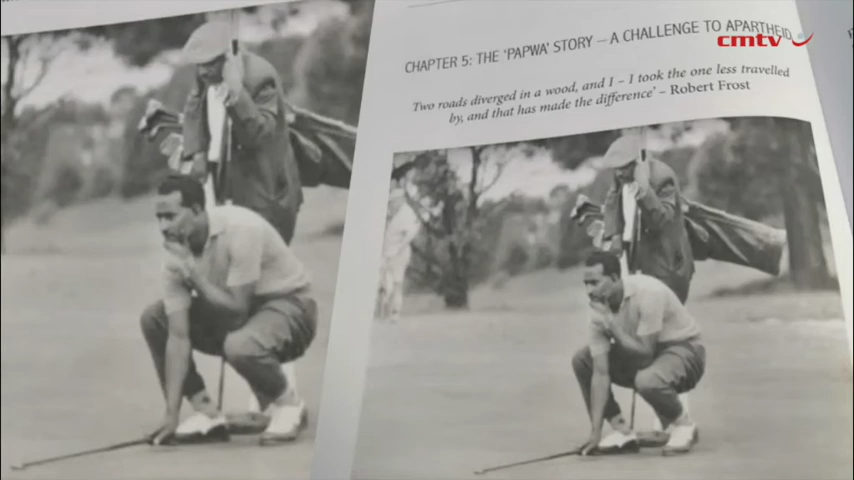 cmtv
CHAPTER 5: THE 'PAPWA' STORY – A CHALLENGE TO APARTHEID
Two roads diverged in a wood, and I – I took the one less travelled
by, and that has made the difference' – Robert Frost